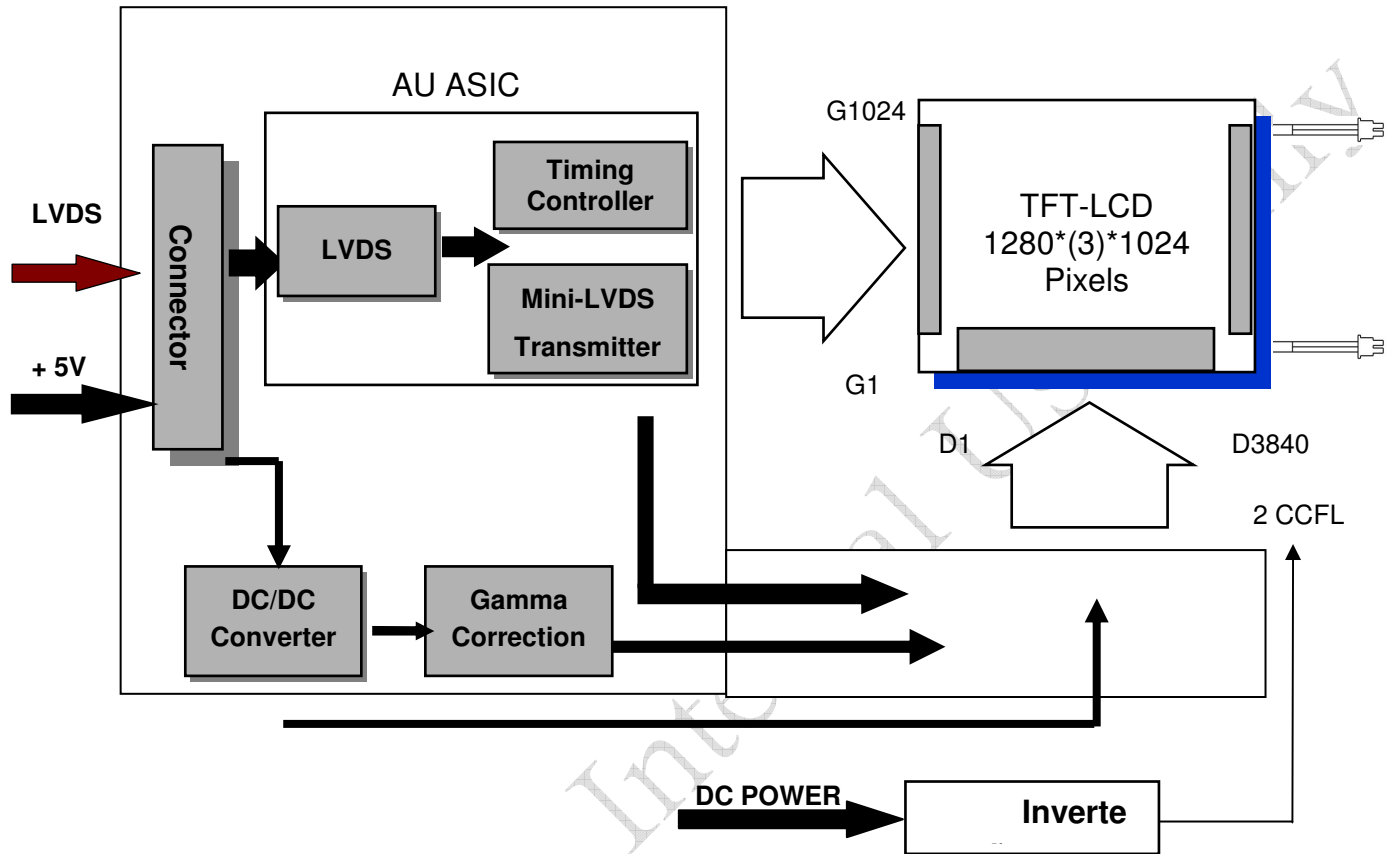 AU ASIC
G1024
Timing
Controller
TFT-LCD
1280*(3)*1024
Pixels
LVDS
Connector
LVDS
Mini-LVDS
Transmitter
+ 5V
G1
D1
D3840
2 CCFL
DC/DC
Converter
Gamma
Correction
DC POWER
Inverte